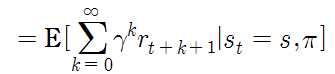 = E[∑_{k=0}^{∞} γ^k r_{t+k+1} | s_t = s, π]